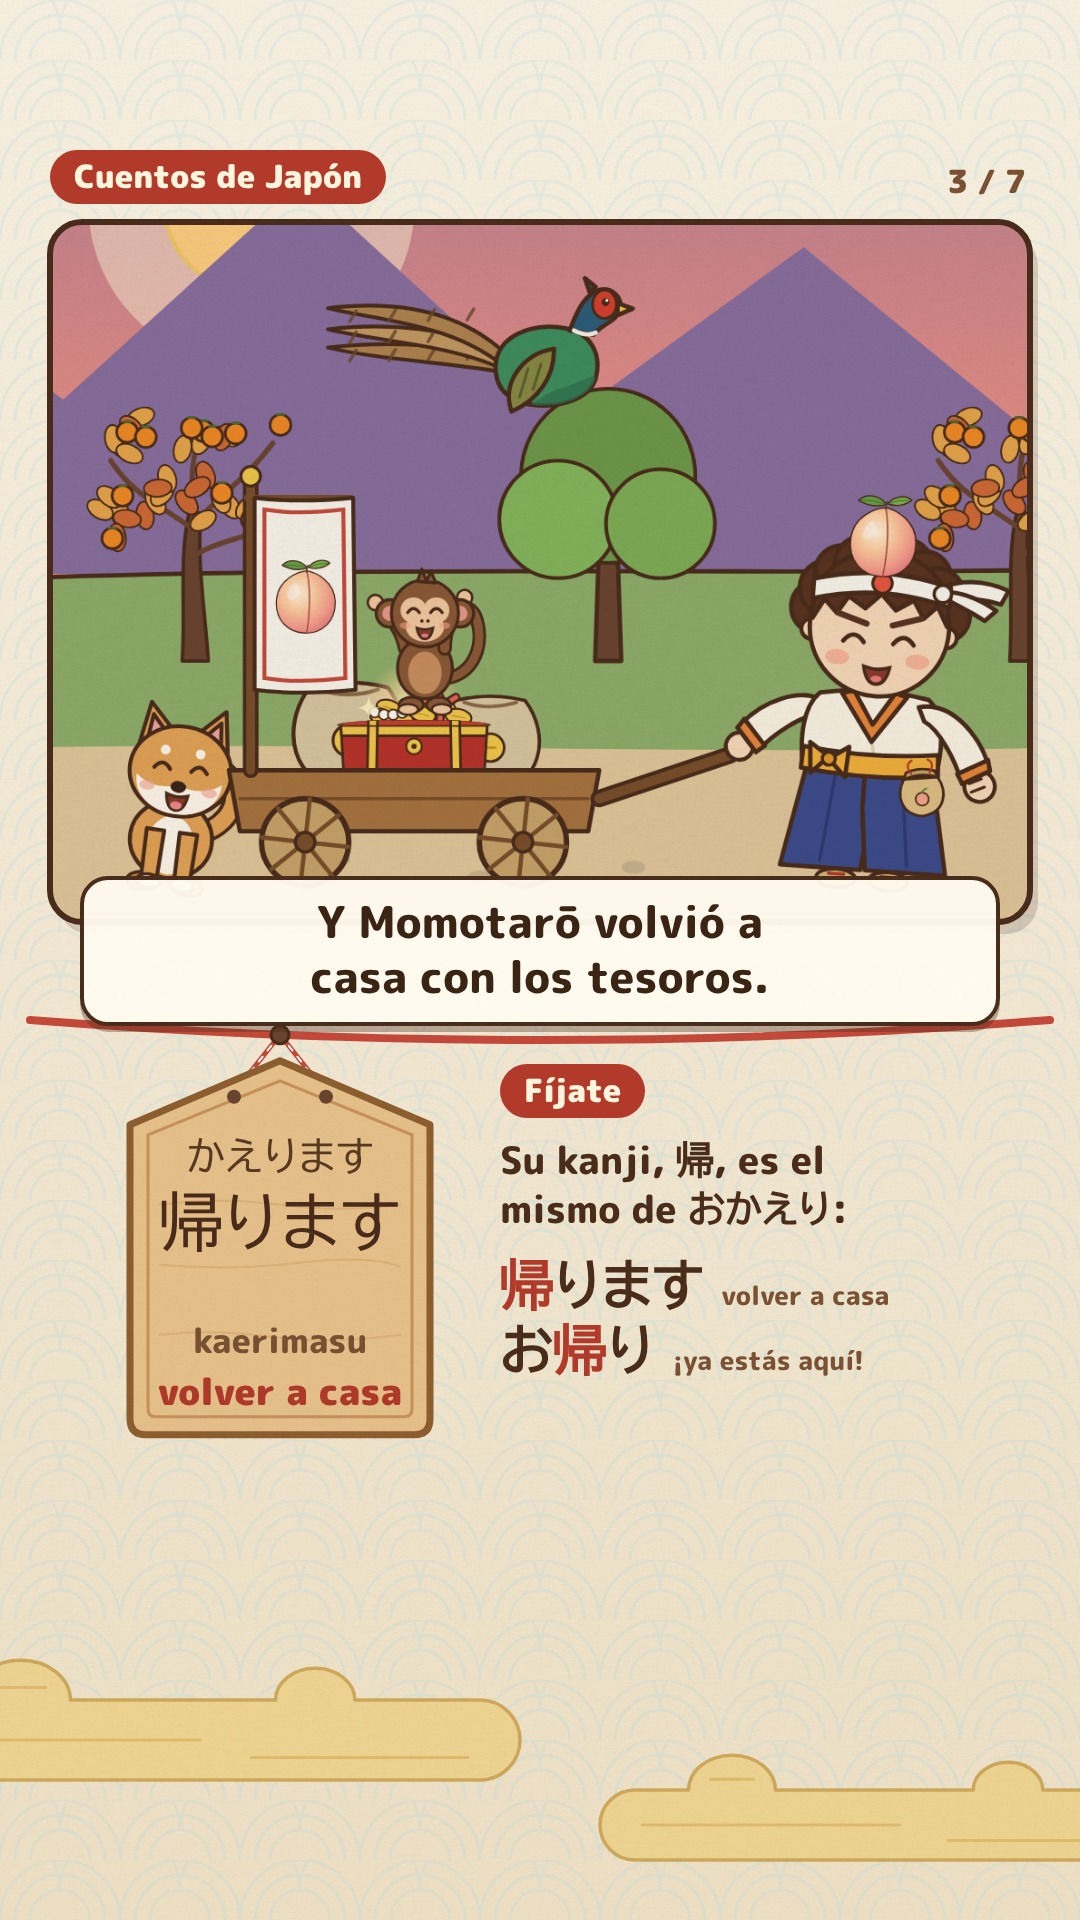 Cuentos de Japón
3 / 7
Y Momotarō volvió a
casa con los tesoros.
かえります
帰ります
kaerimasu
volver a casa
Fíjate
Su kanji, 帰, es el
mismo de おかえり:
帰ります volver a casa
お帰り ¡ya estás aquí!